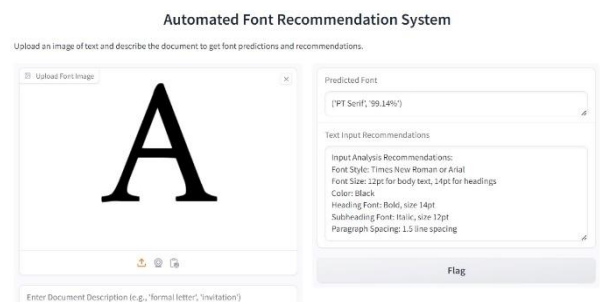 Automated Font Recommendation System
Upload an image of text and describe the document to get font predictions and recommendations.
Upload Font Image
A
Enter Document Description (e.g., 'formal letter', 'invitation')
Predicted Font
('PT Serif', '99.14%')
Text Input Recommendations
Input Analysis Recommendations:
Font Style: Times New Roman or Arial
Font Size: 12pt for body text, 14pt for headings
Color: Black
Heading Font: Bold, size 14pt
Subheading Font: Italic, size 12pt
Paragraph Spacing: 1.5 line spacing
Flag